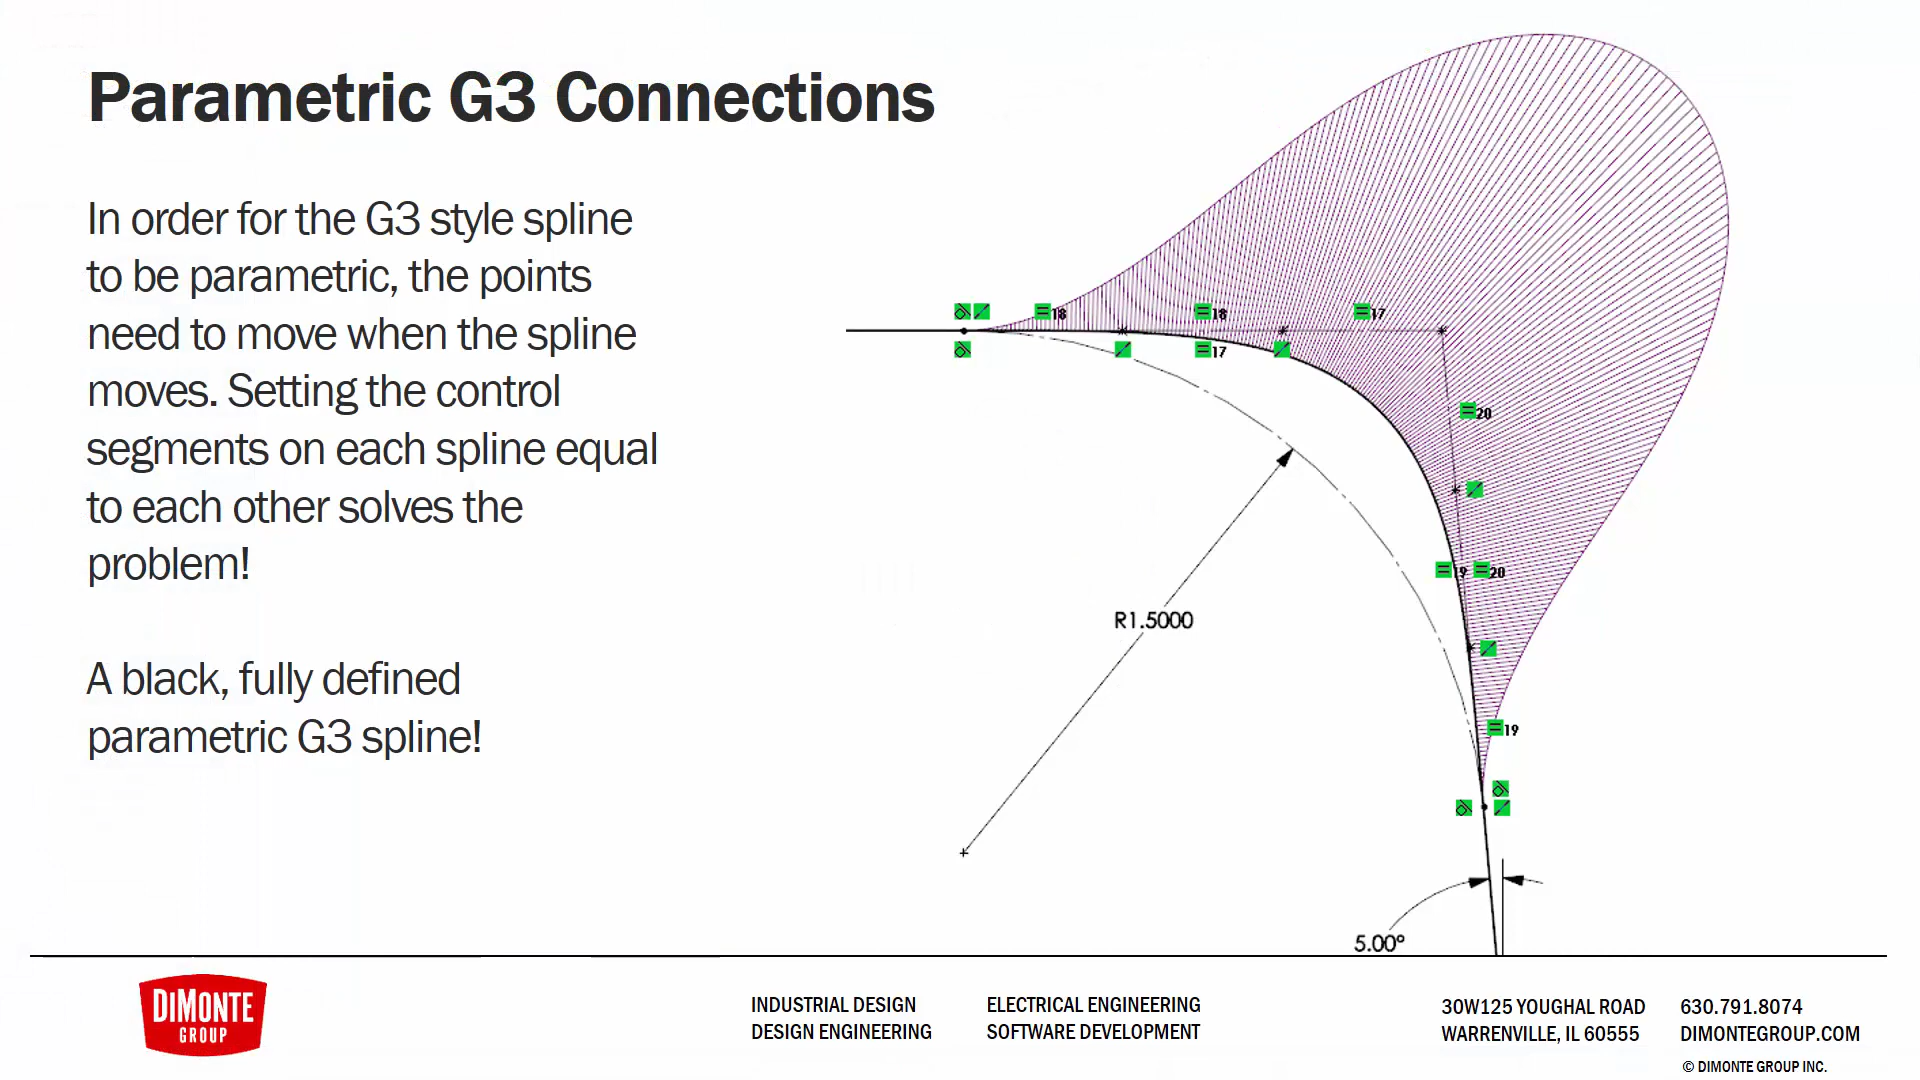 Parametric G3 Connections
In order for the G3 style spline
to be parametric, the points
need to move when the spline
moves. Setting the control
segments on each spline equal
to each other solves the
problem!
A black, fully defined
parametric G3 spline!
18
18
17
17
20
19
20
19
R1.5000
5.00°
DIMONTE
GROUP
INDUSTRIAL DESIGN
DESIGN ENGINEERING
ELECTRICAL ENGINEERING
SOFTWARE DEVELOPMENT
30W125 YOUGHAL ROAD
WARRENVILLE, IL 60555
630.791.8074
DIMONTEGROUP.COM
© DIMONTE GROUP INC.